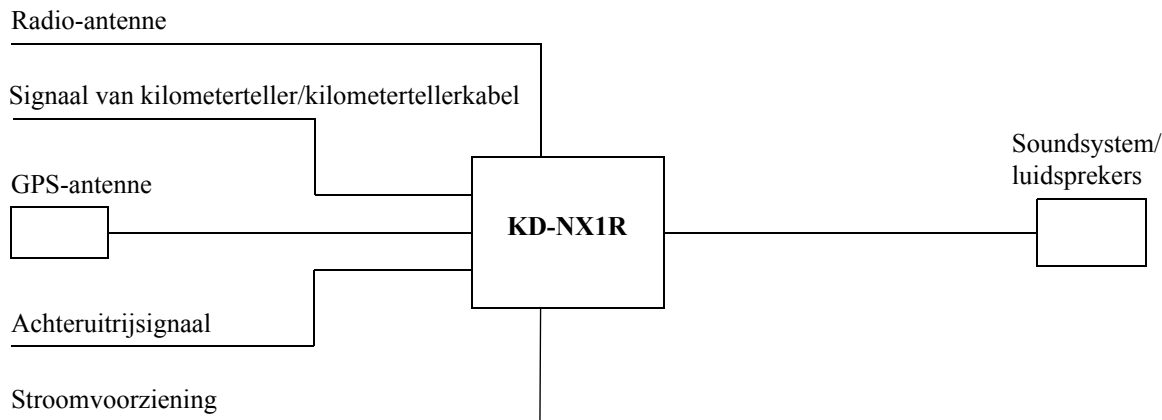 Radio-antenne
Signaal van kilometerteller/kilometertellerkabel
Soundsystem/
luidsprekers
GPS-antenne
KD-NX1R
Achteruitrijsignaal
Stroomvoorziening